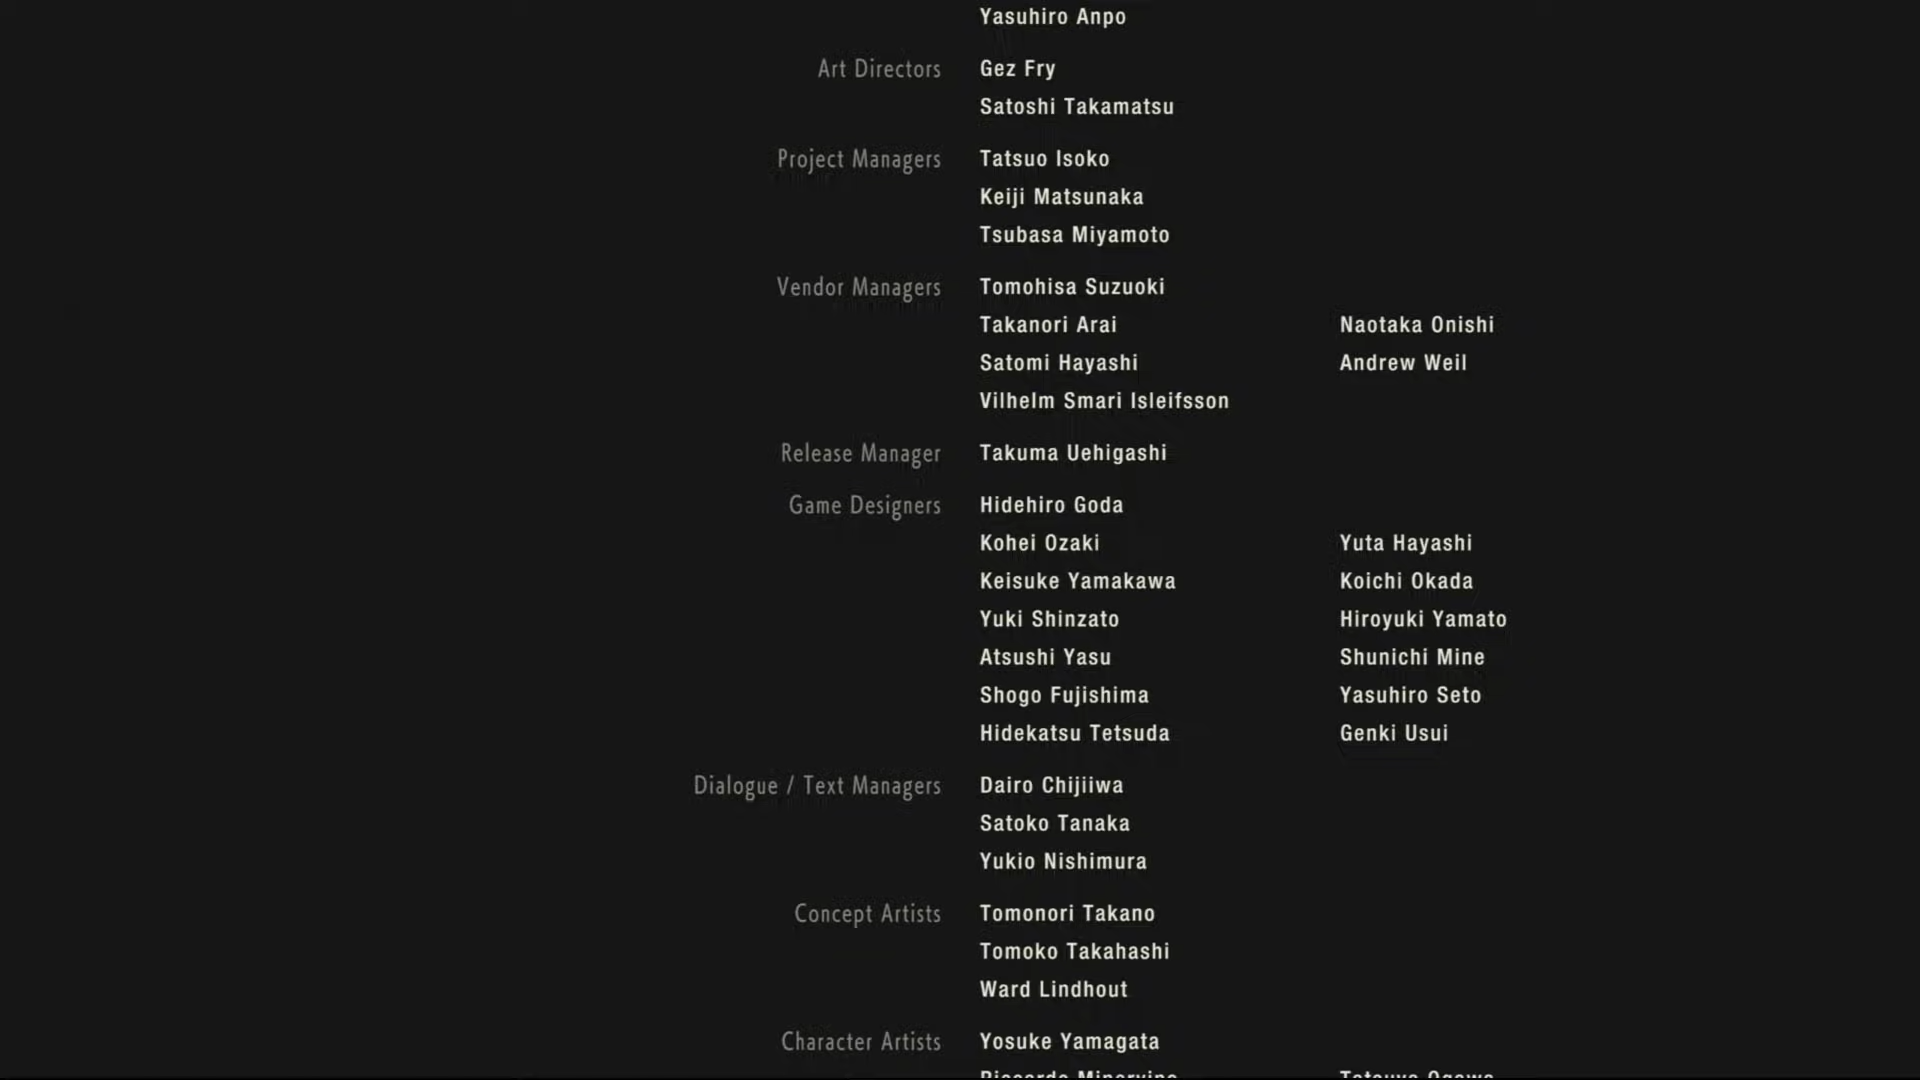 Yasuhiro Anpo
Art Directors Gez Fry
Satoshi Takamatsu
Project Managers Tatsuo Isoko
Keiji Matsunaka
Tsubasa Miyamoto
Vendor Managers Tomohisa Suzuoki
Takanori Arai Naotaka Onishi
Satomi Hayashi Andrew Weil
Vilhelm Smari Isleifsson
Release Manager Takuma Uehigashi
Game Designers Hidehiro Goda
Kohei Ozaki Yuta Hayashi
Keisuke Yamakawa Koichi Okada
Yuki Shinzato Hiroyuki Yamato
Atsushi Yasu Shunichi Mine
Shogo Fujishima Yasuhiro Seto
Hidekatsu Tetsuda Genki Usui
Dialogue / Text Managers Dairo Chijiiwa
Satoko Tanaka
Yukio Nishimura
Concept Artists Tomonori Takano
Tomoko Takahashi
Ward Lindhout
Character Artists Yosuke Yamagata